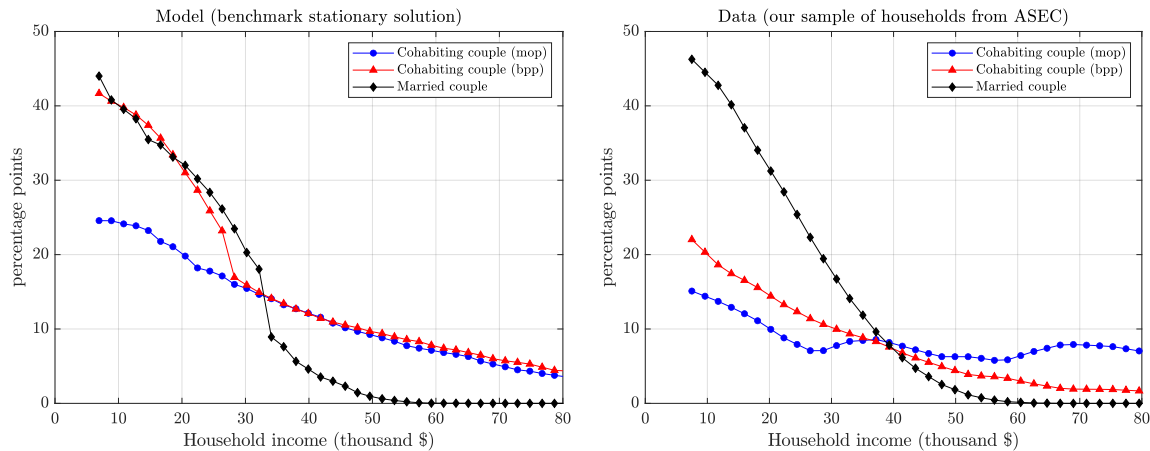 Model (benchmark stationary solution)
50
40
30
20
10
0
percentage points
Cohabiting couple (mop)
Cohabiting couple (bpp)
Married couple
0 10 20 30 40 50 60 70 80
Household income (thousand $)
Data (our sample of households from ASEC)
50
40
30
20
10
0
percentage points
Cohabiting couple (mop)
Cohabiting couple (bpp)
Married couple
0 10 20 30 40 50 60 70 80
Household income (thousand $)